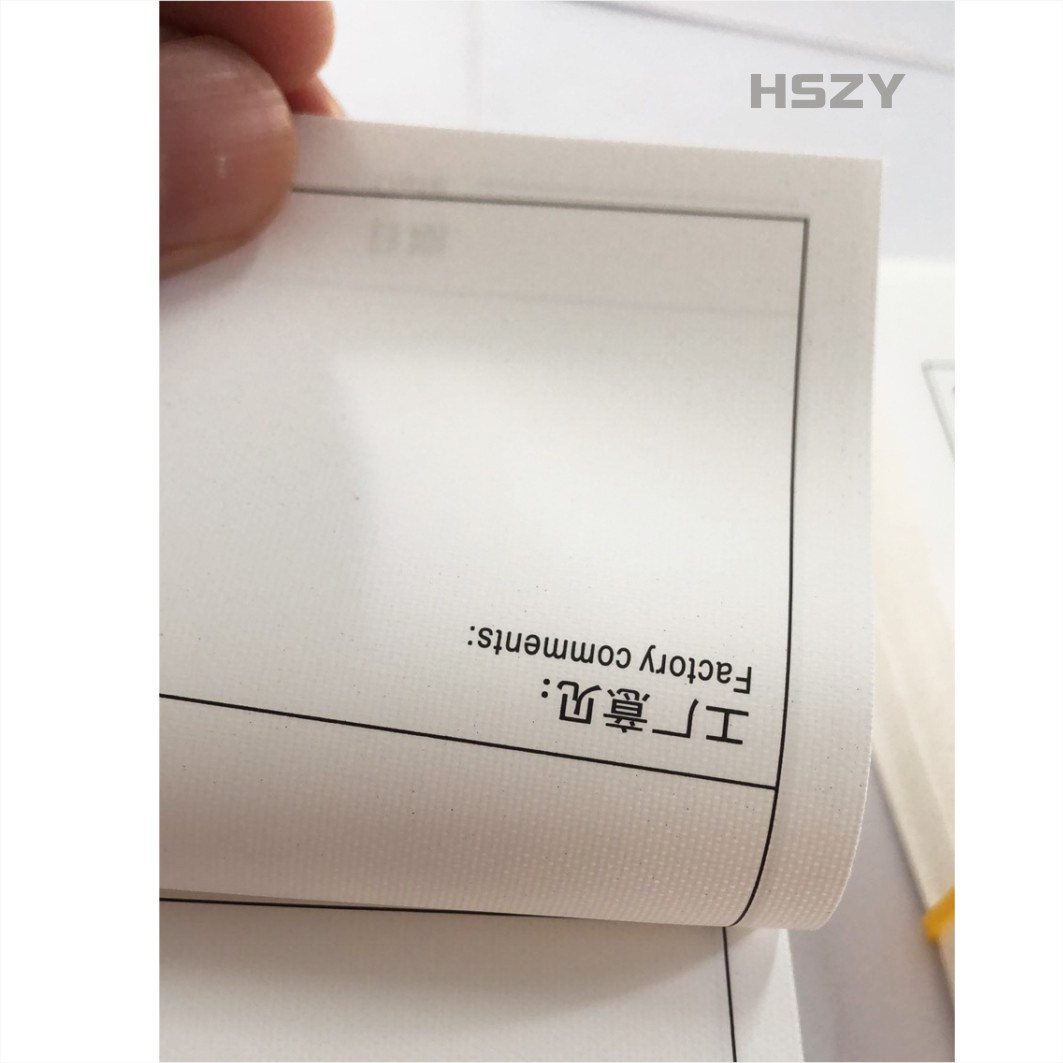 HSZY
工厂意见:
Factory comments: